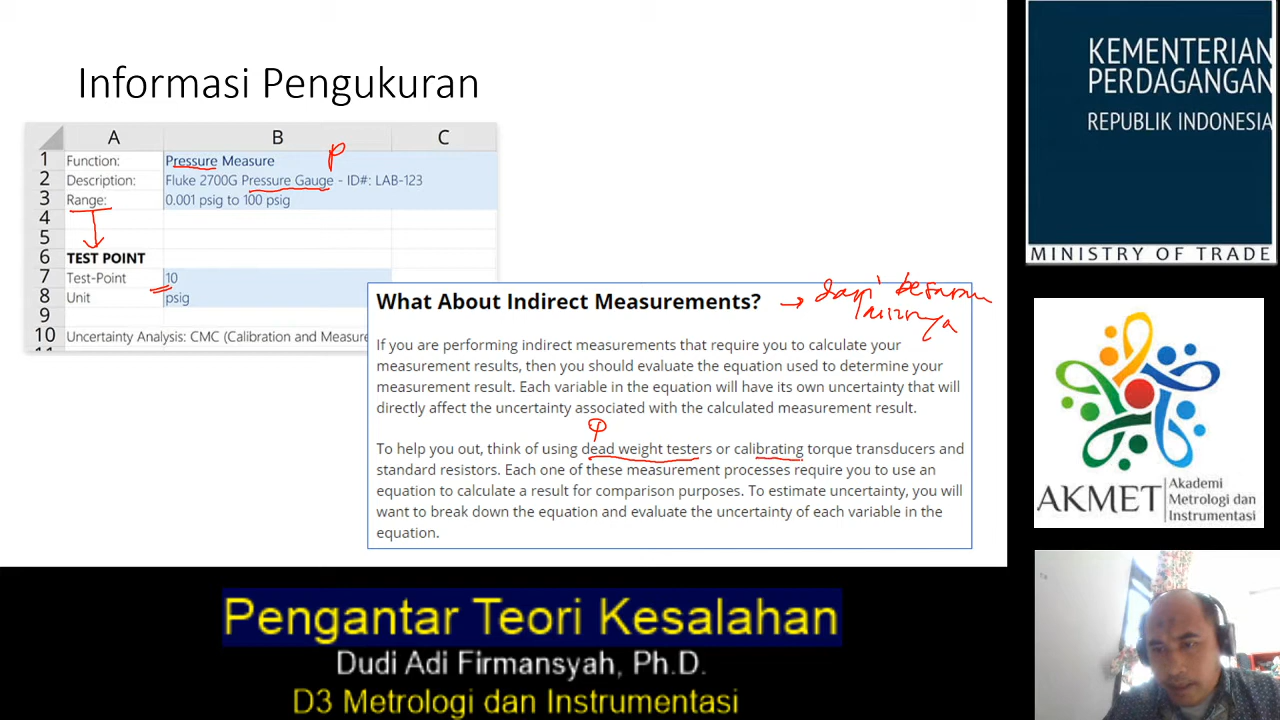 Informasi Pengukuran
A B C
1 Function: Pressure Measure
2 Description: Fluke 2700G Pressure Gauge - ID#: LAB-123
3 Range: 0.001 psig to 100 psig
4
5
6 TEST POINT
7 Test-Point 10
8 Unit psig
9
10 Uncertainty Analysis: CMC (Calibration and Measure
P
What About Indirect Measurements?
dari besaran
lainnya
If you are performing indirect measurements that require you to calculate your
measurement results, then you should evaluate the equation used to determine your
measurement result. Each variable in the equation will have its own uncertainty that will
directly affect the uncertainty associated with the calculated measurement result.
To help you out, think of using dead weight testers or calibrating torque transducers and
standard resistors. Each one of these measurement processes require you to use an
equation to calculate a result for comparison purposes. To estimate uncertainty, you will
want to break down the equation and evaluate the uncertainty of each variable in the
equation.
KEMENTERIAN
PERDAGANGAN
REPUBLIK INDONESIA
MINISTRY OF TRADE
AKMET
Akademi
Metrologi dan
Instrumentasi
Pengantar Teori Kesalahan
Dudi Adi Firmansyah, Ph.D.
D3 Metrologi dan Instrumentasi